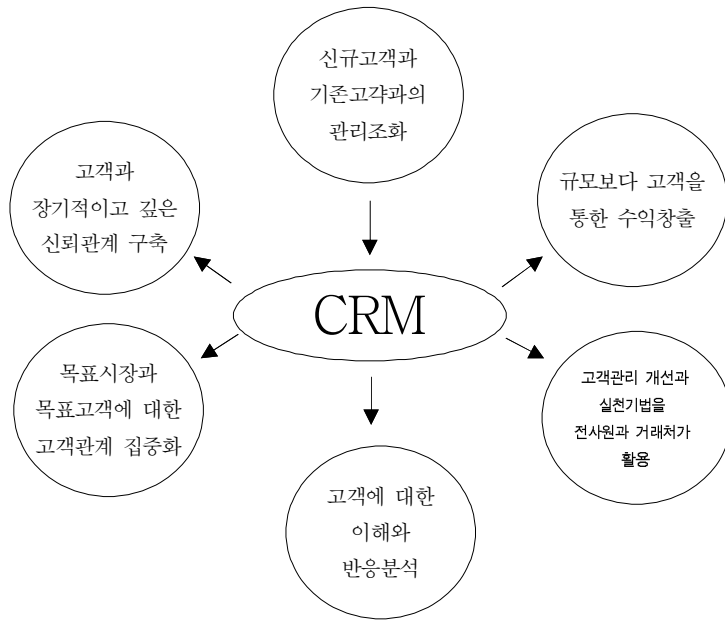 신규고객과
기존고갹과의
관리조화
고객과
장기적이고 깊은
신뢰관계 구축
규모보다 고객을
통한 수익창출
CRM
목표시장과
목표고객에 대한
고객관계 집중화
고객관리 개선과
실천기법을
전사원과 거래처가
활용
고객에 대한
이해와
반응분석